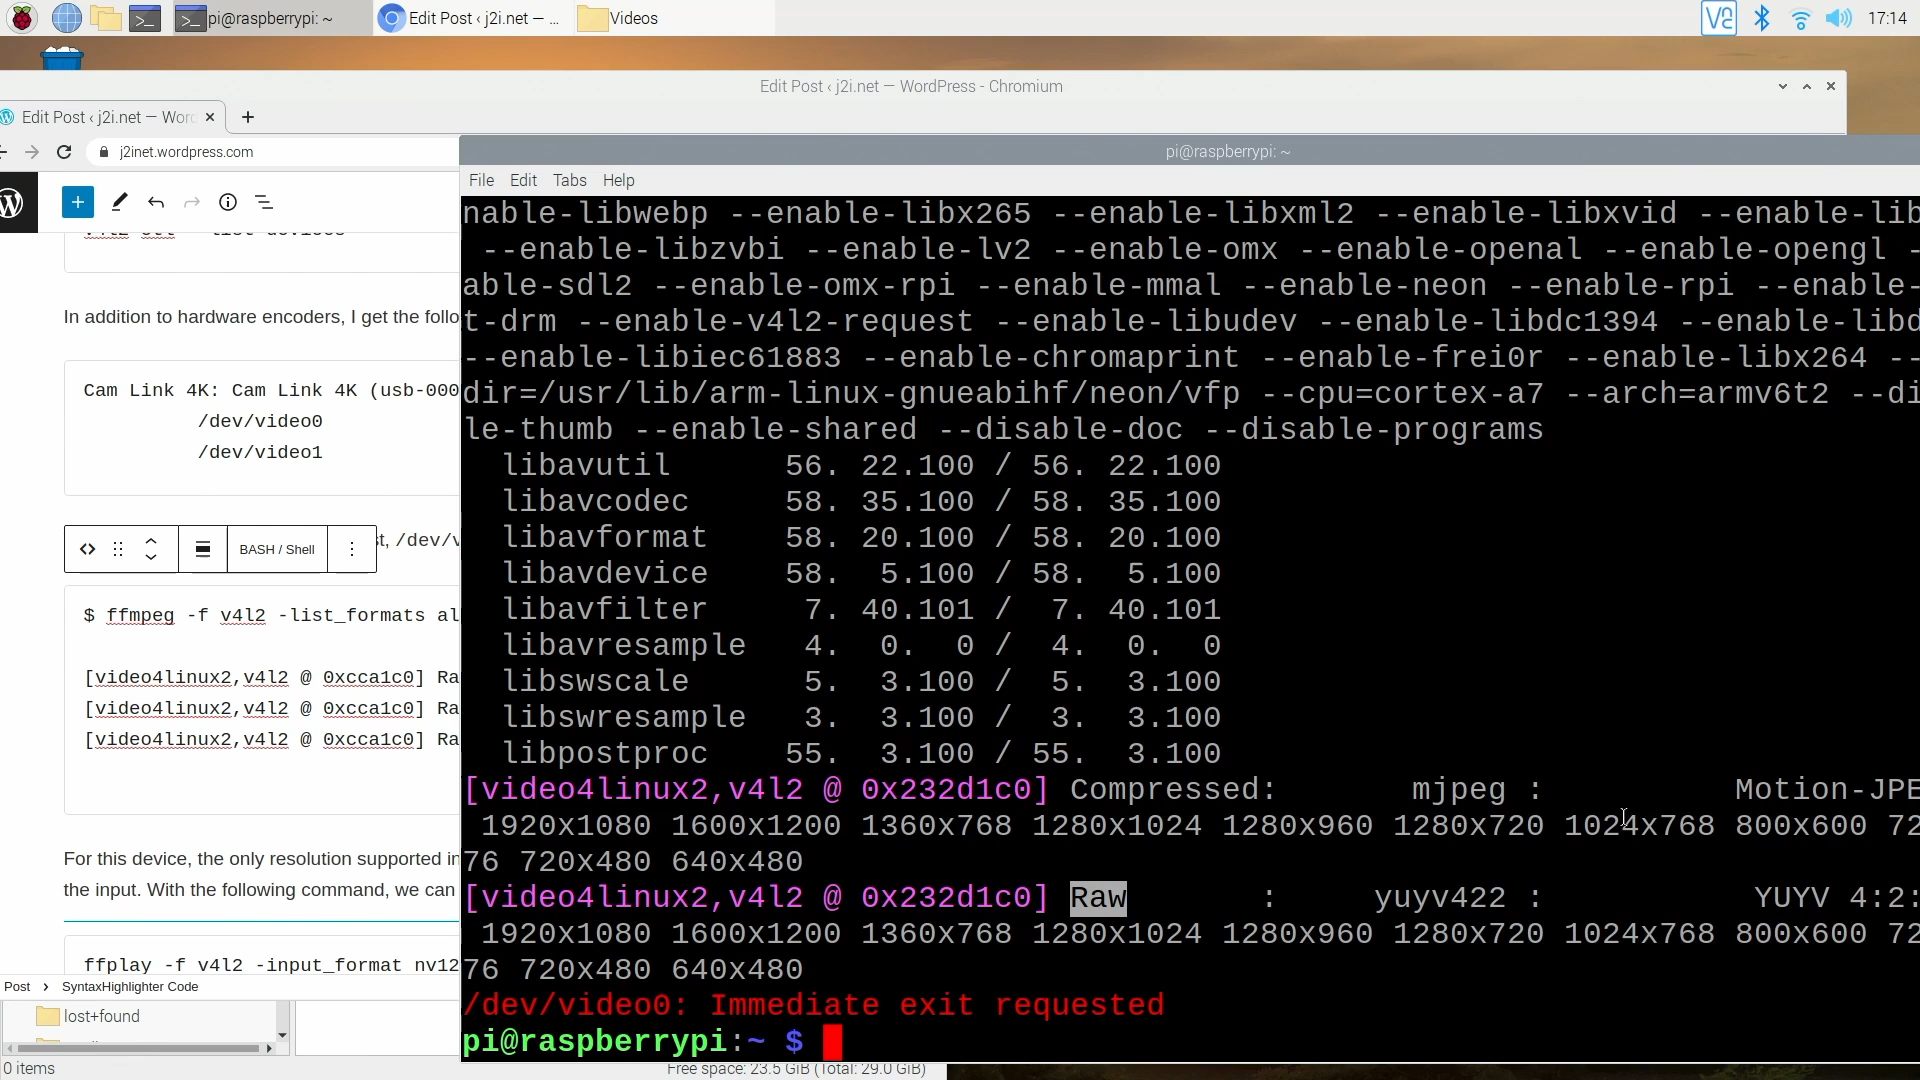 pi@raspberrypi: ~
Edit Post ‹ j2i.net — ...
Videos
17:14
Edit Post ‹ j2i.net — WordPress - Chromium
Edit Post ‹ j2i.net — Wor
j2inet.wordpress.com
In addition to hardware encoders, I get the follo
Cam Link 4K: Cam Link 4K (usb-000
/dev/video0
/dev/video1
BASH / Shell
st, /dev/v
$ ffmpeg -f v4l2 -list_formats al
[video4linux2,v4l2 @ 0xcca1c0] Ra
[video4linux2,v4l2 @ 0xcca1c0] Ra
[video4linux2,v4l2 @ 0xcca1c0] Ra
For this device, the only resolution supported in
the input. With the following command, we can
ffplay -f v4l2 -input_format nv12
Post › SyntaxHighlighter Code
lost+found
0 items
Free space: 23.5 GiB (Total: 29.0 GiB)
pi@raspberrypi: ~
File Edit Tabs Help
nable-libwebp --enable-libx265 --enable-libxml2 --enable-libxvid --enable-lib
--enable-libzvbi --enable-lv2 --enable-omx --enable-openal --enable-opengl -
able-sdl2 --enable-omx-rpi --enable-mmal --enable-neon --enable-rpi --enable-
t-drm --enable-v4l2-request --enable-libudev --enable-libdc1394 --enable-libd
--enable-libiec61883 --enable-chromaprint --enable-frei0r --enable-libx264 --
dir=/usr/lib/arm-linux-gnueabihf/neon/vfp --cpu=cortex-a7 --arch=armv6t2 --di
le-thumb --enable-shared --disable-doc --disable-programs
libavutil 56. 22.100 / 56. 22.100
libavcodec 58. 35.100 / 58. 35.100
libavformat 58. 20.100 / 58. 20.100
libavdevice 58. 5.100 / 58. 5.100
libavfilter 7. 40.101 / 7. 40.101
libavresample 4. 0. 0 / 4. 0. 0
libswscale 5. 3.100 / 5. 3.100
libswresample 3. 3.100 / 3. 3.100
libpostproc 55. 3.100 / 55. 3.100
[video4linux2,v4l2 @ 0x232d1c0] Compressed: mjpeg : Motion-JPE
1920x1080 1600x1200 1360x768 1280x1024 1280x960 1280x720 1024x768 800x600 72
76 720x480 640x480
[video4linux2,v4l2 @ 0x232d1c0] Raw : yuyv422 : YUYV 4:2:
1920x1080 1600x1200 1360x768 1280x1024 1280x960 1280x720 1024x768 800x600 72
76 720x480 640x480
/dev/video0: Immediate exit requested
pi@raspberrypi:~ $